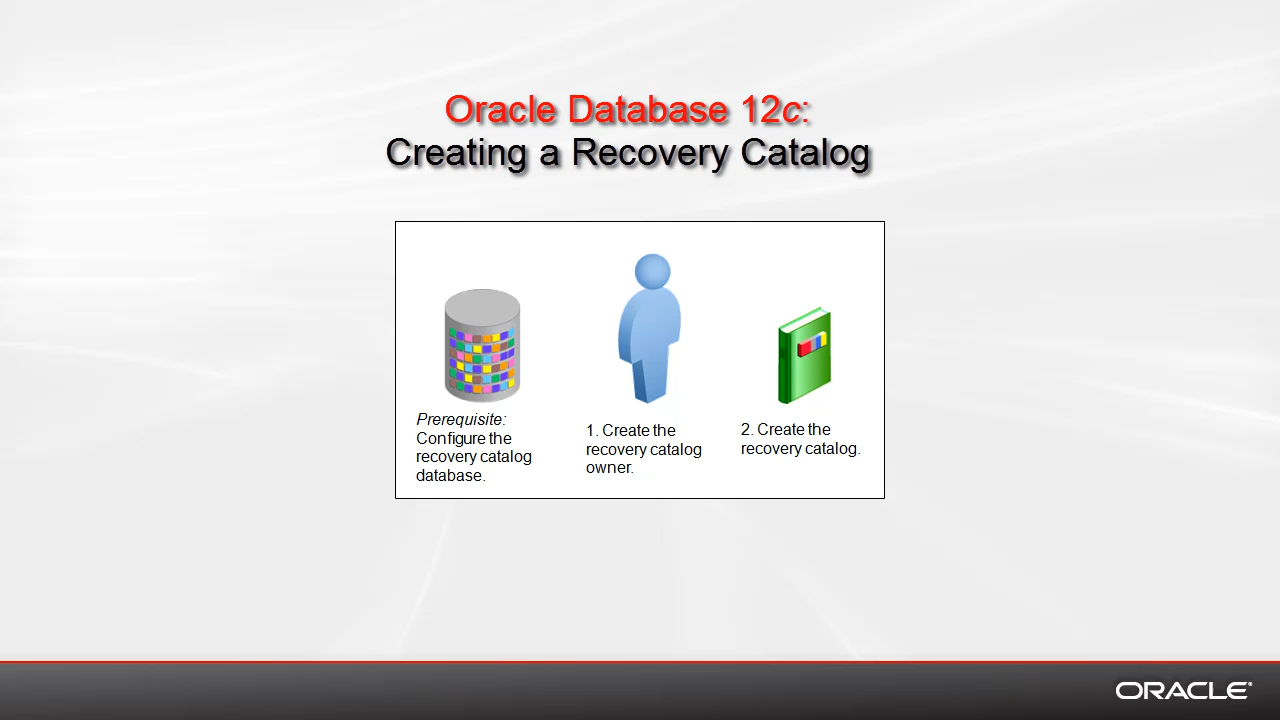 Oracle Database 12c:
Creating a Recovery Catalog
Prerequisite:
Configure the
recovery catalog
database.
1. Create the
recovery catalog
owner.
2. Create the
recovery catalog.
ORACLE®